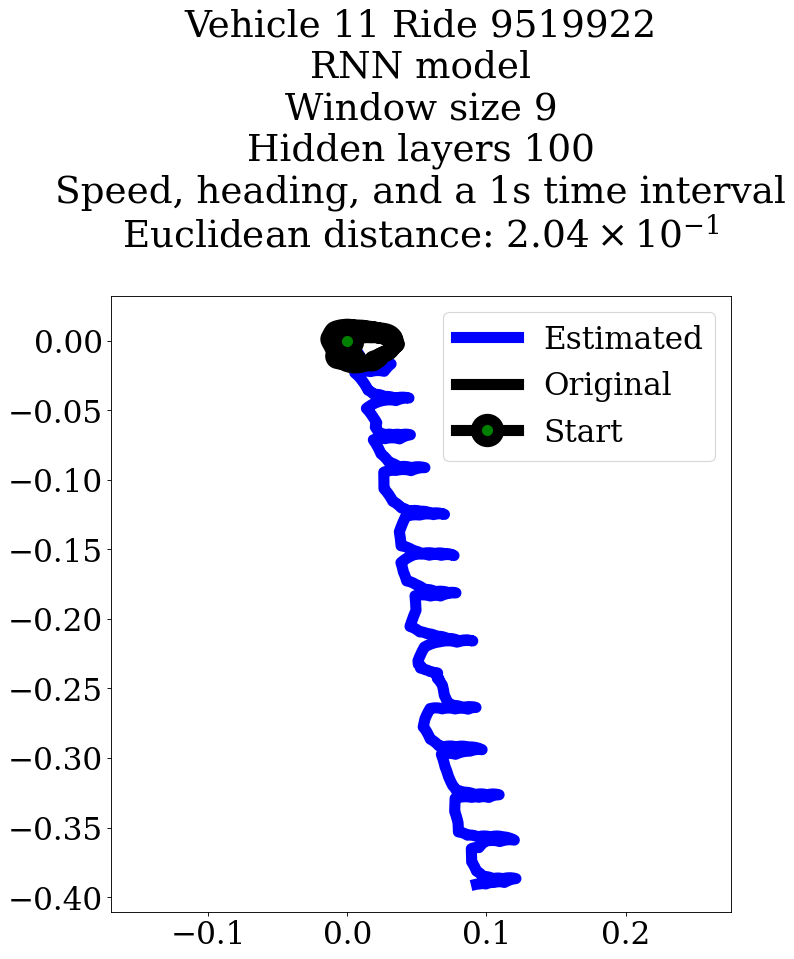 Vehicle 11 Ride 9519922
RNN model
Window size 9
Hidden layers 100
Speed, heading, and a 1s time interval
Euclidean distance: 2.04 × 10⁻¹
Estimated
Original
Start
0.00
−0.05
−0.10
−0.15
−0.20
−0.25
−0.30
−0.35
−0.40
−0.1 0.0 0.1 0.2